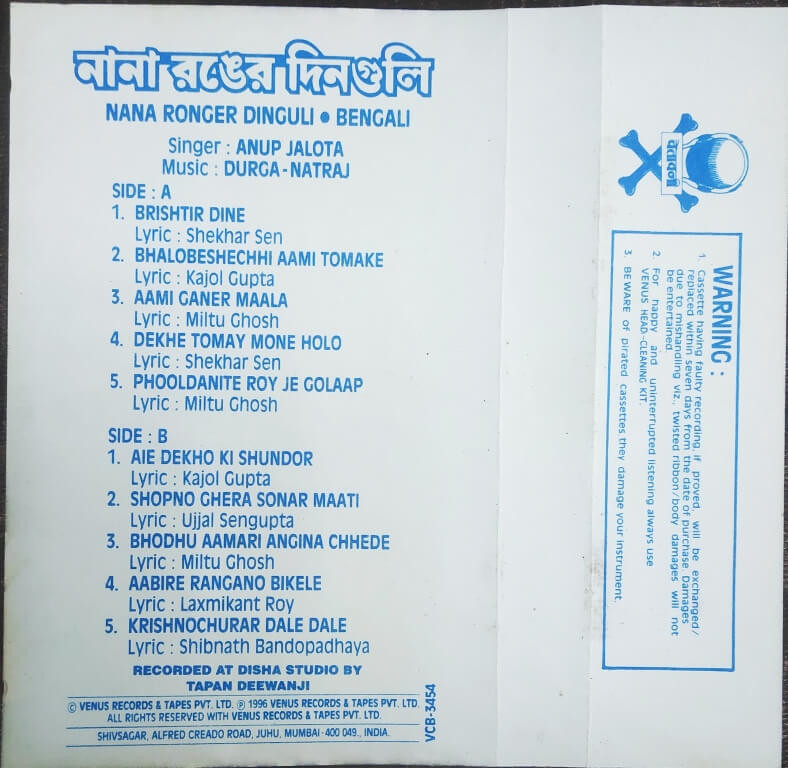 নানা রঙের দিনগুলি
NANA RONGER DINGULI • BENGALI
Singer : ANUP JALOTA
Music : DURGA-NATRAJ
SIDE : A
1. BRISHTIR DINE
Lyric : Shekhar Sen
2. BHALOBESHECHHI AAMI TOMAKE
Lyric : Kajol Gupta
3. AAMI GANER MAALA
Lyric : Miltu Ghosh
4. DEKHE TOMAY MONE HOLO
Lyric : Shekhar Sen
5. PHOOLDANITE ROY JE GOLAAP
Lyric : Miltu Ghosh
SIDE : B
1. AIE DEKHO KI SHUNDOR
Lyric : Kajol Gupta
2. SHOPNO GHERA SONAR MAATI
Lyric : Ujjal Sengupta
3. BHODHU AAMARI ANGINA CHHEDE
Lyric : Miltu Ghosh
4. AABIRE RANGANO BIKELE
Lyric : Laxmikant Roy
5. KRISHNOCHURAR DALE DALE
Lyric : Shibnath Bandopadhaya
RECORDED AT DISHA STUDIO BY
TAPAN DEEWANJI
© VENUS RECORDS & TAPES PVT. LTD. ℗ 1996 VENUS RECORDS & TAPES PVT. LTD.
ALL RIGHTS RESERVED WITH VENUS RECORDS & TAPES PVT. LTD.
SHIVSAGAR, ALFRED CREADO ROAD, JUHU, MUMBAI-400 049., INDIA.
VCB-3454
चेतावनी
WARNING :
1. Cassette having faulty recording, if proved, will be exchanged/
replaced within seven days from the date of purchase Damages
due to mishandling viz., twisted ribbon/body damages will not
be entertained.
2. For happy and uninterrupted listening always use
VENUS HEAD-CLEANING KIT.
3. BEWARE of pirated cassettes they damage your instrument.